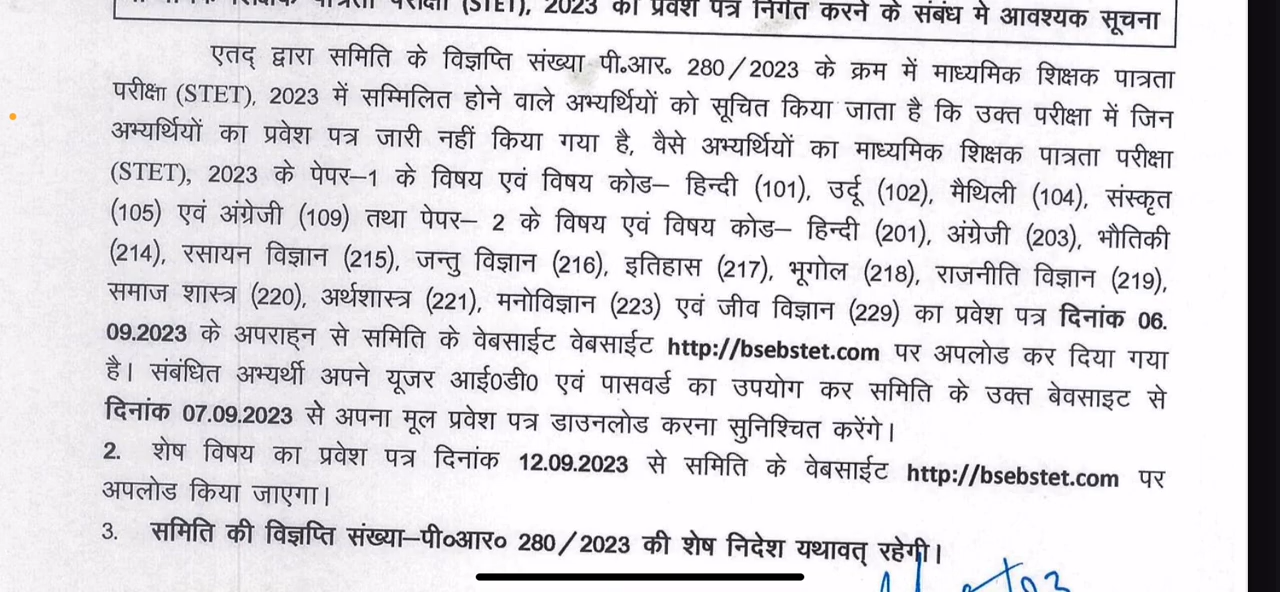 परीक्षा (STET), 2023 का प्रवेश पत्र निर्गत करने के संबंध में आवश्यक सूचना
एतद् द्वारा समिति के विज्ञप्ति संख्या पी०आर० 280/2023 के क्रम में माध्यमिक शिक्षक पात्रता
परीक्षा (STET), 2023 में सम्मिलित होने वाले अभ्यर्थियों को सूचित किया जाता है कि उक्त परीक्षा में जिन
अभ्यर्थियों का प्रवेश पत्र जारी नहीं किया गया है, वैसे अभ्यर्थियों का माध्यमिक शिक्षक पात्रता परीक्षा
(STET), 2023 के पेपर–1 के विषय एवं विषय कोड– हिन्दी (101), उर्दू (102), मैथिली (104), संस्कृत
(105) एवं अंग्रेजी (109) तथा पेपर– 2 के विषय एवं विषय कोड– हिन्दी (201), अंग्रेजी (203), भौतिकी
(214), रसायन विज्ञान (215), जन्तु विज्ञान (216), इतिहास (217), भूगोल (218), राजनीति विज्ञान (219),
समाज शास्त्र (220), अर्थशास्त्र (221), मनोविज्ञान (223) एवं जीव विज्ञान (229) का प्रवेश पत्र दिनांक 06.
09.2023 के अपराह्न से समिति के वेबसाईट वेबसाईट http://bsebstet.com पर अपलोड कर दिया गया
है। संबंधित अभ्यर्थी अपने यूजर आई0डी0 एवं पासवर्ड का उपयोग कर समिति के उक्त बेवसाइट से
दिनांक 07.09.2023 से अपना मूल प्रवेश पत्र डाउनलोड करना सुनिश्चित करेंगे।
2. शेष विषय का प्रवेश पत्र दिनांक 12.09.2023 से समिति के वेबसाईट http://bsebstet.com पर
अपलोड किया जाएगा।
3. समिति की विज्ञप्ति संख्या–पी०आर० 280/2023 की शेष निदेश यथावत् रहेगी।